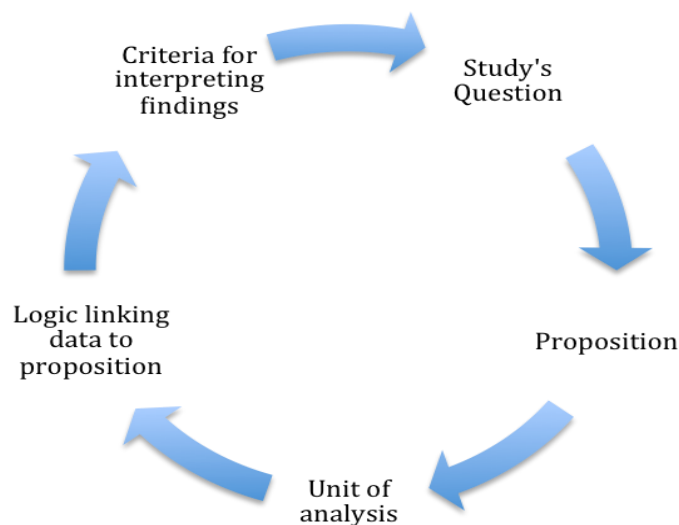 Criteria for
interpreting
findings
Study's
Question
Proposition
Unit of
analysis
Logic linking
data to
proposition